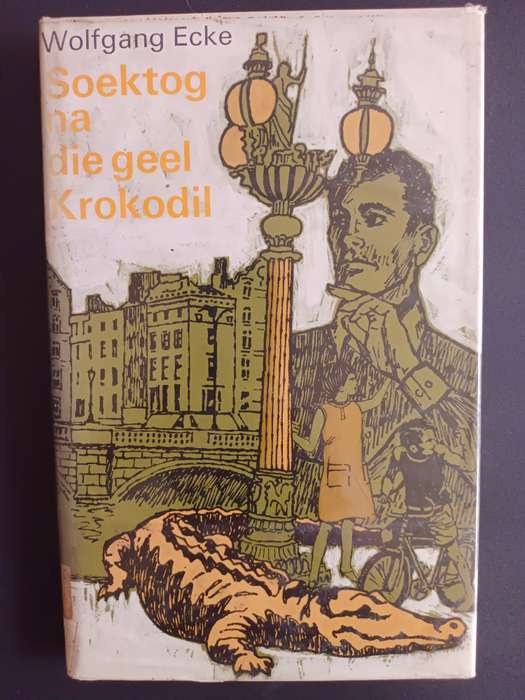 Wolfgang Ecke
Soektog
na
die geel
Krokodil